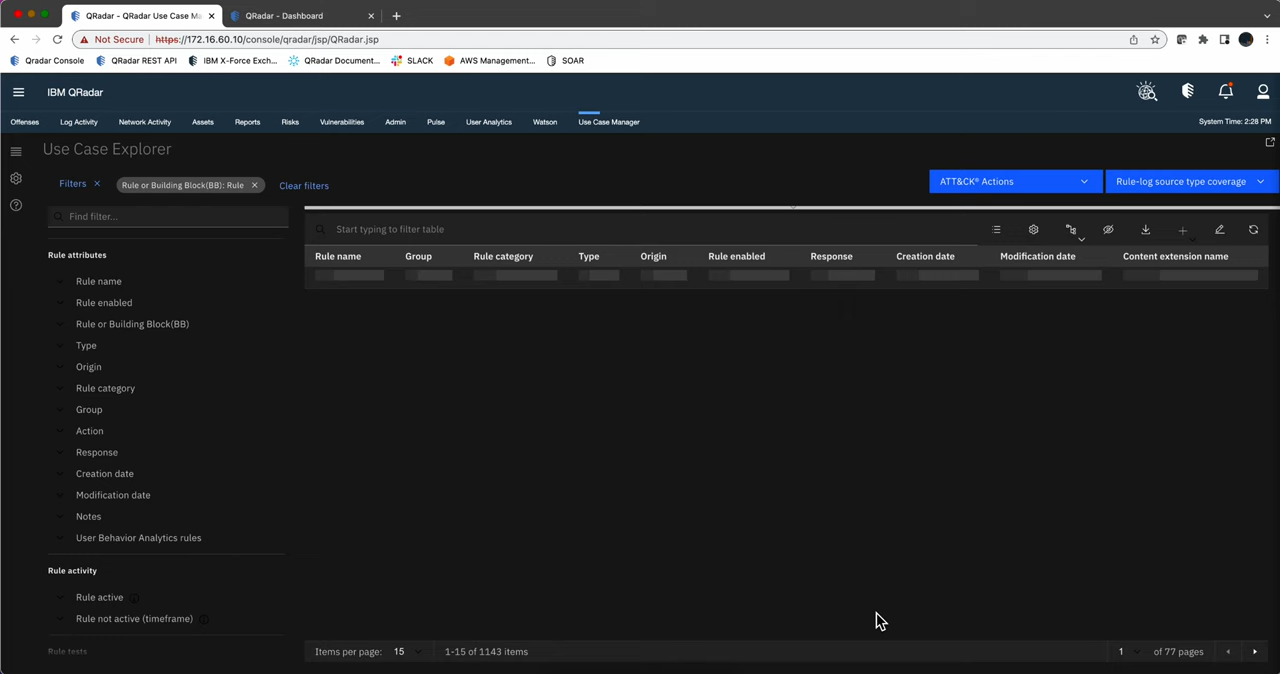 QRadar - QRadar Use Case Ma
QRadar - Dashboard
Not Secure https://172.16.60.10/console/qradar/jsp/QRadar.jsp
Qradar Console
QRadar REST API
IBM X-Force Exch...
QRadar Document...
SLACK
AWS Management...
SOAR
IBM QRadar
Offenses
Log Activity
Network Activity
Assets
Reports
Risks
Vulnerabilities
Admin
Pulse
User Analytics
Watson
Use Case Manager
System Time: 2:28 PM
Use Case Explorer
Filters
Rule or Building Block(BB): Rule
Clear filters
ATT&CK® Actions
Rule-log source type coverage
Find filter...
Start typing to filter table
Rule name
Group
Rule category
Type
Origin
Rule enabled
Response
Creation date
Modification date
Content extension name
Rule attributes
Rule name
Rule enabled
Rule or Building Block(BB)
Type
Origin
Rule category
Group
Action
Response
Creation date
Modification date
Notes
User Behavior Analytics rules
Rule activity
Rule active
Rule not active (timeframe)
Rule tests
Items per page: 15
1-15 of 1143 items
1 of 77 pages